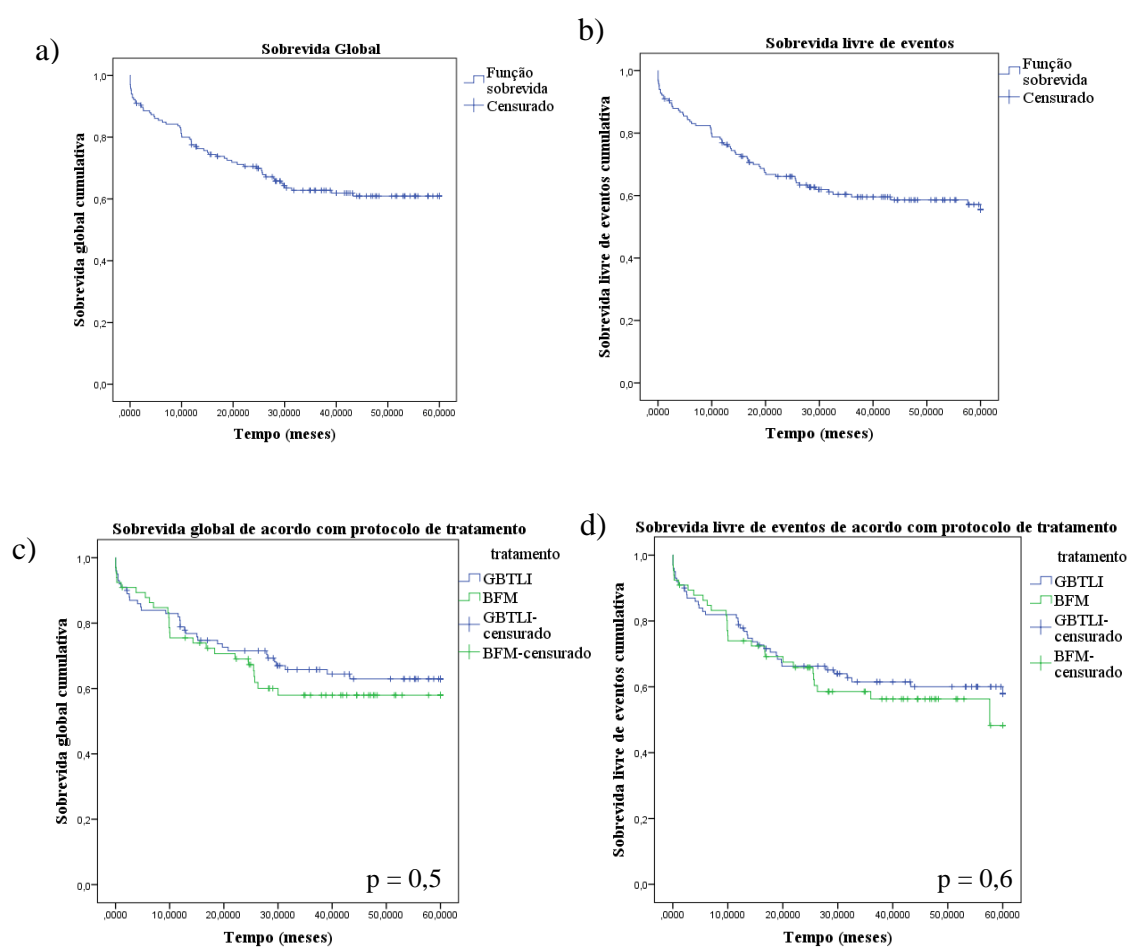 a)
Sobrevida Global
Sobrevida global cumulativa
1,0
0,8
0,6
0,4
0,2
0,0
,0000 10,0000 20,0000 30,0000 40,0000 50,0000 60,0000
Tempo (meses)
Função
sobrevida
Censurado
b)
Sobrevida livre de eventos
Sobrevida livre de eventos cumulativa
1,0
0,8
0,6
0,4
0,2
0,0
,0000 10,0000 20,0000 30,0000 40,0000 50,0000 60,0000
Tempo (meses)
Função
sobrevida
Censurado
c)
Sobrevida global de acordo com protocolo de tratamento
Sobrevida global cumulativa
1,0
0,8
0,6
0,4
0,2
0,0
p = 0,5
,0000 10,0000 20,0000 30,0000 40,0000 50,0000 60,0000
Tempo (meses)
tratamento
GBTLI
BFM
GBTLI-
censurado
BFM-censurado
d)
Sobrevida livre de eventos de acordo com protocolo de tratamento
Sobrevida livre de eventos cumulativa
1,0
0,8
0,6
0,4
0,2
0,0
p = 0,6
,0000 10,0000 20,0000 30,0000 40,0000 50,0000 60,0000
Tempo (meses)
tratamento
GBTLI
BFM
GBTLI-
censurado
BFM-
censurado